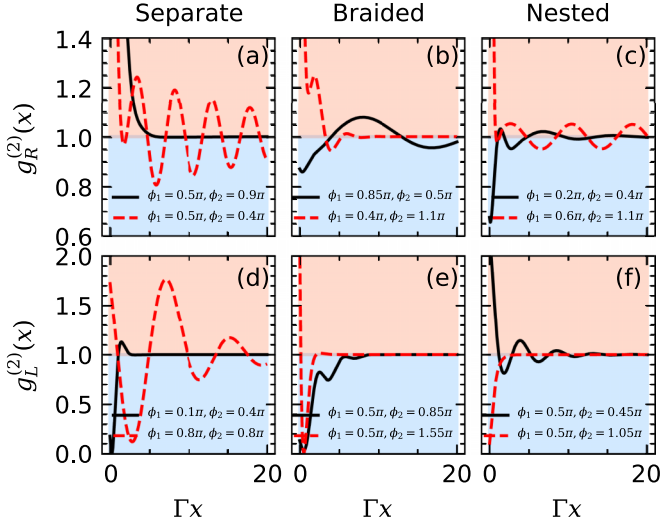 Separate Braided Nested
1.4 (a) (b) (c)
1.2
g_R^{(2)}(x) 1.0
0.8
ϕ₁ = 0.5π, ϕ₂ = 0.9π ϕ₁ = 0.85π, ϕ₂ = 0.5π ϕ₁ = 0.2π, ϕ₂ = 0.4π
ϕ₁ = 0.5π, ϕ₂ = 0.4π ϕ₁ = 0.4π, ϕ₂ = 1.1π ϕ₁ = 0.6π, ϕ₂ = 1.1π
0.6
2.0 (d) (e) (f)
1.5
g_L^{(2)}(x) 1.0
0.5
ϕ₁ = 0.1π, ϕ₂ = 0.4π ϕ₁ = 0.5π, ϕ₂ = 0.85π ϕ₁ = 0.5π, ϕ₂ = 0.45π
ϕ₁ = 0.8π, ϕ₂ = 0.8π ϕ₁ = 0.5π, ϕ₂ = 1.55π ϕ₁ = 0.5π, ϕ₂ = 1.05π
0.0
0 20 0 20 0 20
Γx Γx Γx